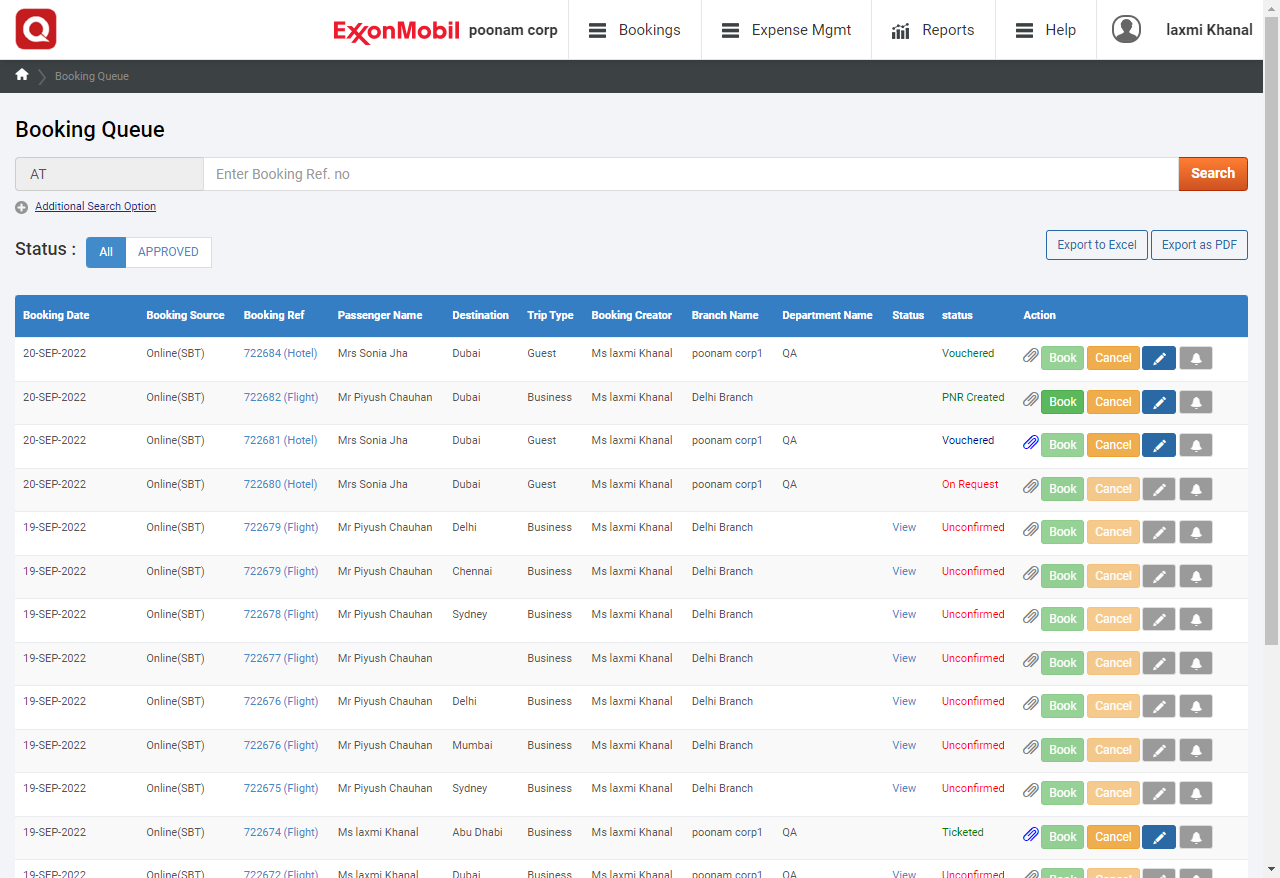 Q
ExxonMobil poonam corp Bookings Expense Mgmt Reports Help laxmi Khanal
Booking Queue
Booking Queue
AT Enter Booking Ref. no Search
Additional Search Option
Status : All APPROVED Export to Excel Export as PDF
Booking Date Booking Source Booking Ref Passenger Name Destination Trip Type Booking Creator Branch Name Department Name Status status Action
20-SEP-2022 Online(SBT) 722684 (Hotel) Mrs Sonia Jha Dubai Guest Ms laxmi Khanal poonam corp1 QA Vouchered Book Cancel
20-SEP-2022 Online(SBT) 722682 (Flight) Mr Piyush Chauhan Dubai Business Ms laxmi Khanal Delhi Branch PNR Created Book Cancel
20-SEP-2022 Online(SBT) 722681 (Hotel) Mrs Sonia Jha Dubai Guest Ms laxmi Khanal poonam corp1 QA Vouchered Book Cancel
20-SEP-2022 Online(SBT) 722680 (Hotel) Mrs Sonia Jha Dubai Guest Ms laxmi Khanal poonam corp1 QA On Request Book Cancel
19-SEP-2022 Online(SBT) 722679 (Flight) Mr Piyush Chauhan Delhi Business Ms laxmi Khanal Delhi Branch View Unconfirmed Book Cancel
19-SEP-2022 Online(SBT) 722679 (Flight) Mr Piyush Chauhan Chennai Business Ms laxmi Khanal Delhi Branch View Unconfirmed Book Cancel
19-SEP-2022 Online(SBT) 722678 (Flight) Mr Piyush Chauhan Sydney Business Ms laxmi Khanal Delhi Branch View Unconfirmed Book Cancel
19-SEP-2022 Online(SBT) 722677 (Flight) Mr Piyush Chauhan Business Ms laxmi Khanal Delhi Branch View Unconfirmed Book Cancel
19-SEP-2022 Online(SBT) 722676 (Flight) Mr Piyush Chauhan Delhi Business Ms laxmi Khanal Delhi Branch View Unconfirmed Book Cancel
19-SEP-2022 Online(SBT) 722676 (Flight) Mr Piyush Chauhan Mumbai Business Ms laxmi Khanal Delhi Branch View Unconfirmed Book Cancel
19-SEP-2022 Online(SBT) 722675 (Flight) Mr Piyush Chauhan Sydney Business Ms laxmi Khanal Delhi Branch View Unconfirmed Book Cancel
19-SEP-2022 Online(SBT) 722674 (Flight) Ms laxmi Khanal Abu Dhabi Business Ms laxmi Khanal poonam corp1 QA Ticketed Book Cancel
19-SEP-2022 Online(SBT) 722672 (Flight) Ms laxmi Khanal Dubai Business Ms laxmi Khanal poonam corp1 QA View Unconfirmed Book Cancel